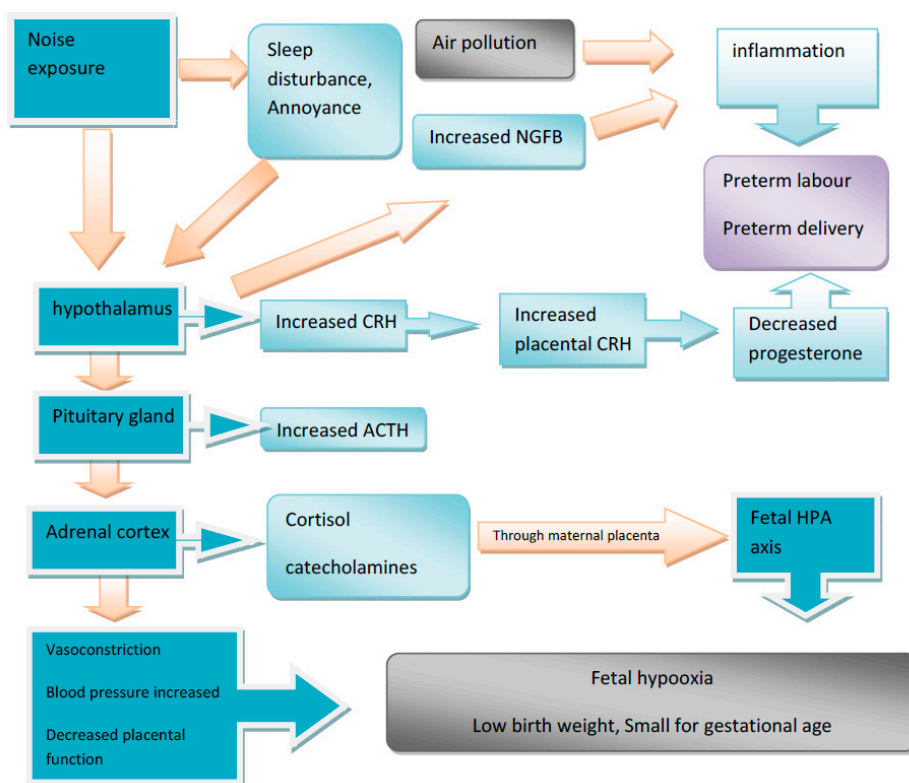 Noise
exposure
Sleep
disturbance,
Annoyance
Air pollution
inflammation
Increased NGFB
Preterm labour
Preterm delivery
hypothalamus
Increased CRH
Increased
placental CRH
Decreased
progesterone
Pituitary gland
Increased ACTH
Adrenal cortex
Cortisol
catecholamines
Through maternal placenta
Fetal HPA
axis
Vasoconstriction
Blood pressure increased
Decreased placental
function
Fetal hypooxia
Low birth weight, Small for gestational age